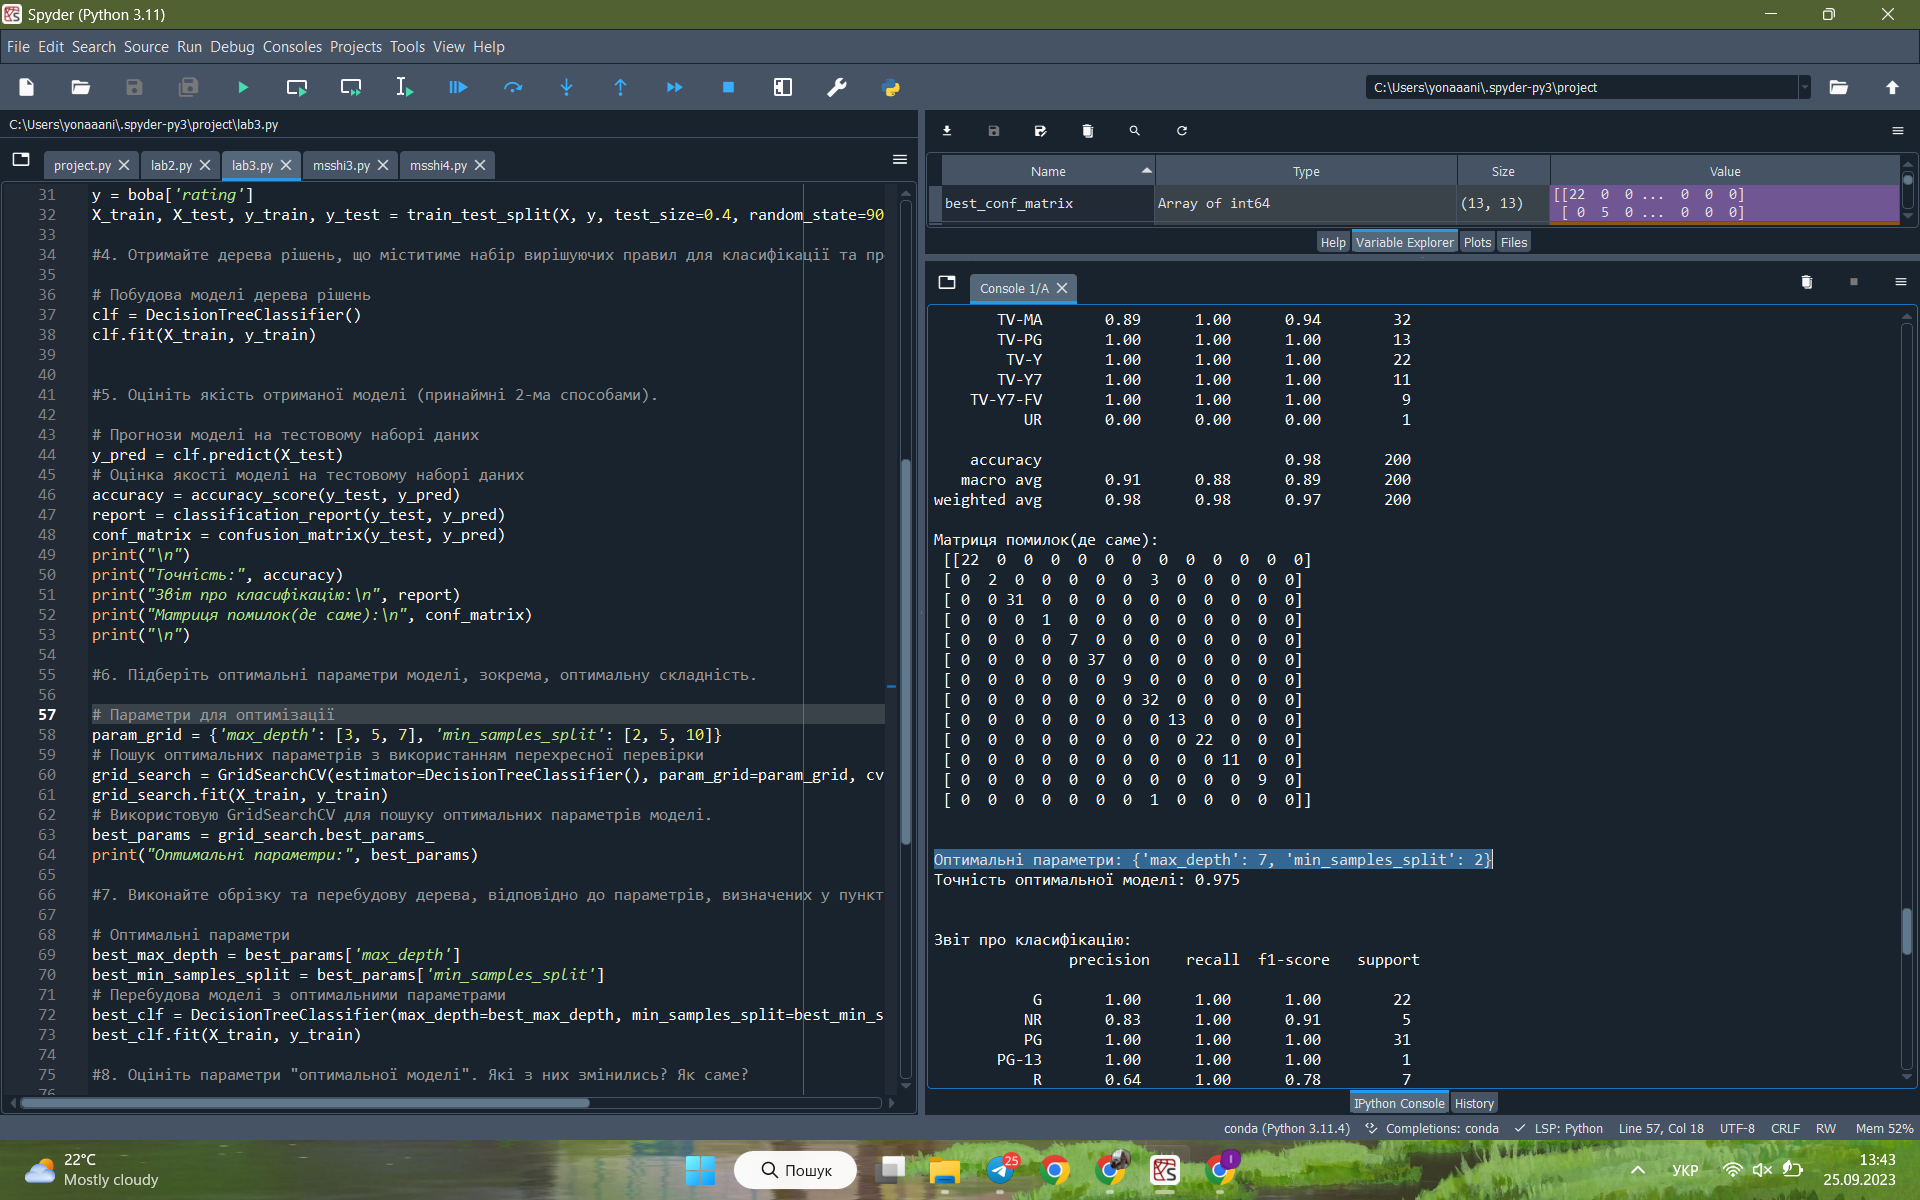 Spyder (Python 3.11)
File Edit Search Source Run Debug Consoles Projects Tools View Help
C:\Users\yonaaani\.spyder-py3\project
C:\Users\yonaaani\.spyder-py3\project\lab3.py
project.py lab2.py lab3.py msshi3.py msshi4.py
31 y = boba['rating']
32 X_train, X_test, y_train, y_test = train_test_split(X, y, test_size=0.4, random_state=90
33
34 #4. Отримайте дерева рішень, що міститиме набір вирішуючих правил для класифікації та пр
35
36 # Побудова моделі дерева рішень
37 clf = DecisionTreeClassifier()
38 clf.fit(X_train, y_train)
39
40
41 #5. Оцініть якість отриманої моделі (принаймні 2-ма способами).
42
43 # Прогнози моделі на тестовому наборі даних
44 y_pred = clf.predict(X_test)
45 # Оцінка якості моделі на тестовому наборі даних
46 accuracy = accuracy_score(y_test, y_pred)
47 report = classification_report(y_test, y_pred)
48 conf_matrix = confusion_matrix(y_test, y_pred)
49 print("\n")
50 print("Точність:", accuracy)
51 print("Звіт про класифікацію:\n", report)
52 print("Матриця помилок(де саме):\n", conf_matrix)
53 print("\n")
54
55 #6. Підберіть оптимальні параметри моделі, зокрема, оптимальну складність.
56
57 # Параметри для оптимізації
58 param_grid = {'max_depth': [3, 5, 7], 'min_samples_split': [2, 5, 10]}
59 # Пошук оптимальних параметрів з використанням перехресної перевірки
60 grid_search = GridSearchCV(estimator=DecisionTreeClassifier(), param_grid=param_grid, cv
61 grid_search.fit(X_train, y_train)
62 # Використовую GridSearchCV для пошуку оптимальних параметрів моделі.
63 best_params = grid_search.best_params_
64 print("Оптимальні параметри:", best_params)
65
66 #7. Виконайте обрізку та перебудову дерева, відповідно до параметрів, визначених у пункт
67
68 # Оптимальні параметри
69 best_max_depth = best_params['max_depth']
70 best_min_samples_split = best_params['min_samples_split']
71 # Перебудова моделі з оптимальними параметрами
72 best_clf = DecisionTreeClassifier(max_depth=best_max_depth, min_samples_split=best_min_s
73 best_clf.fit(X_train, y_train)
74
75 #8. Оцініть параметри "оптимальної моделі". Які з них змінились? Як саме?
76
Name Type Size Value
best_conf_matrix Array of int64 (13, 13) [[22 0 0 ... 0 0 0]
[ 0 5 0 ... 0 0 0]
Help Variable Explorer Plots Files
Console 1/A
TV-MA 0.89 1.00 0.94 32
TV-PG 1.00 1.00 1.00 13
TV-Y 1.00 1.00 1.00 22
TV-Y7 1.00 1.00 1.00 11
TV-Y7-FV 1.00 1.00 1.00 9
UR 0.00 0.00 0.00 1
accuracy 0.98 200
macro avg 0.91 0.88 0.89 200
weighted avg 0.98 0.98 0.97 200
Матриця помилок(де саме):
[[22 0 0 0 0 0 0 0 0 0 0 0 0]
[ 0 2 0 0 0 0 0 3 0 0 0 0 0]
[ 0 0 31 0 0 0 0 0 0 0 0 0 0]
[ 0 0 0 1 0 0 0 0 0 0 0 0 0]
[ 0 0 0 0 7 0 0 0 0 0 0 0 0]
[ 0 0 0 0 0 37 0 0 0 0 0 0 0]
[ 0 0 0 0 0 0 9 0 0 0 0 0 0]
[ 0 0 0 0 0 0 0 32 0 0 0 0 0]
[ 0 0 0 0 0 0 0 0 13 0 0 0 0]
[ 0 0 0 0 0 0 0 0 0 22 0 0 0]
[ 0 0 0 0 0 0 0 0 0 0 11 0 0]
[ 0 0 0 0 0 0 0 0 0 0 0 9 0]
[ 0 0 0 0 0 0 0 1 0 0 0 0 0]]
Оптимальні параметри: {'max_depth': 7, 'min_samples_split': 2}
Точність оптимальної моделі: 0.975
Звіт про класифікацію:
precision recall f1-score support
G 1.00 1.00 1.00 22
NR 0.83 1.00 0.91 5
PG 1.00 1.00 1.00 31
PG-13 1.00 1.00 1.00 1
R 0.64 1.00 0.78 7
IPython Console History
conda (Python 3.11.4) Completions: conda LSP: Python Line 57, Col 18 UTF-8 CRLF RW Mem 52%
22°C
Mostly cloudy
Пошук
25
УКР
13:43
25.09.2023